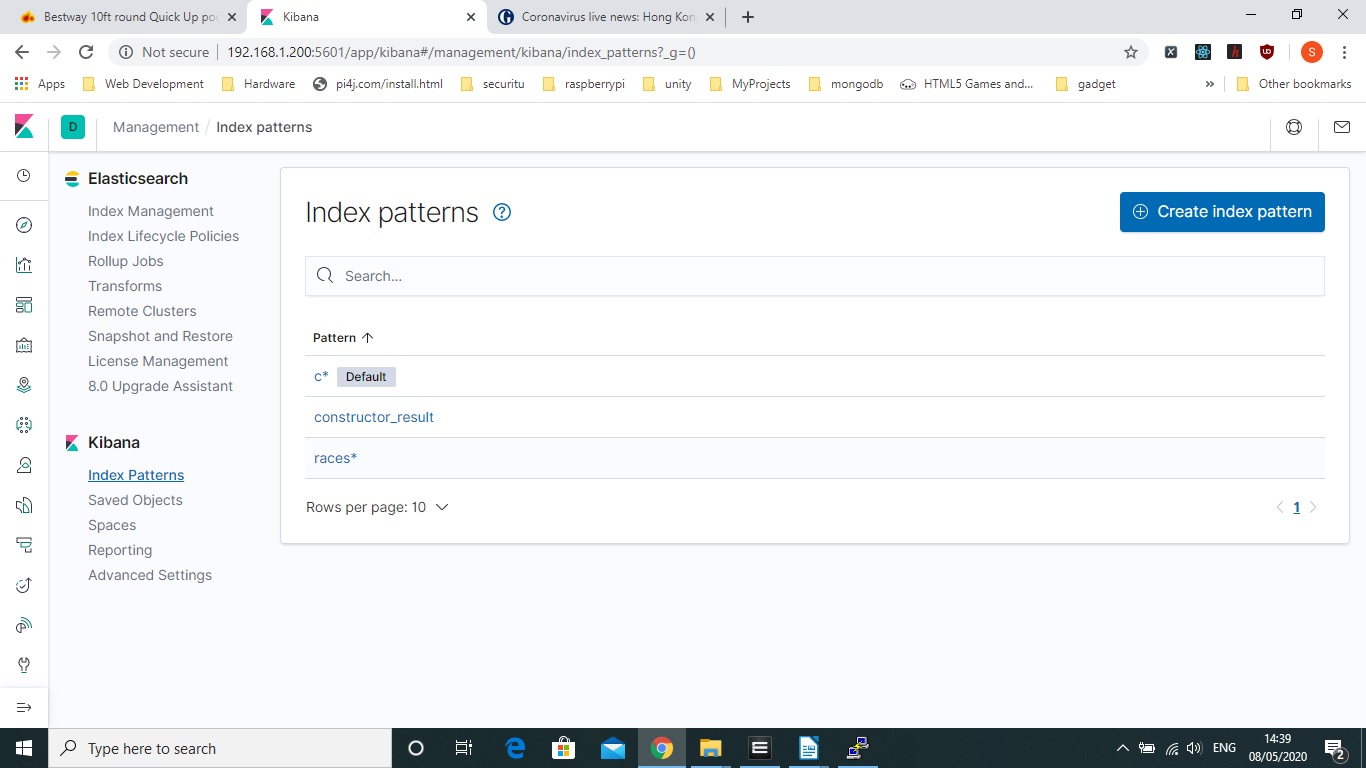 Bestway 10ft round Quick Up po
Kibana
Coronavirus live news: Hong Kon
Not secure
192.168.1.200:5601/app/kibana#/management/kibana/index_patterns?_g=()
S
Apps
Web Development
Hardware
pi4j.com/install.html
securitu
raspberrypi
unity
MyProjects
mongodb
HTML5 Games and...
gadget
»
Other bookmarks
D
Management / Index patterns
Elasticsearch
Index Management
Index Lifecycle Policies
Rollup Jobs
Transforms
Remote Clusters
Snapshot and Restore
License Management
8.0 Upgrade Assistant
Kibana
Index Patterns
Saved Objects
Spaces
Reporting
Advanced Settings
Index patterns
Create index pattern
Search...
Pattern
c* Default
constructor_result
races*
Rows per page: 10
1
Type here to search
ENG
14:39
08/05/2020
2